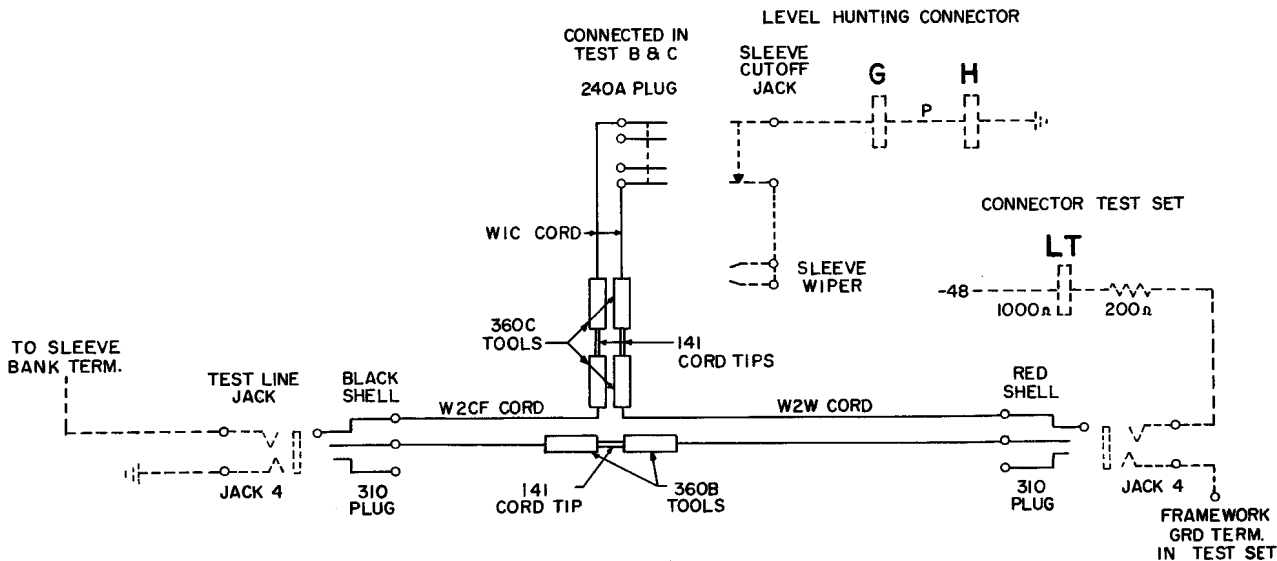 LEVEL HUNTING CONNECTOR
CONNECTED IN
TEST B & C
240A PLUG
SLEEVE
CUTOFF
JACK
G
P
H
W1C CORD
SLEEVE
WIPER
CONNECTOR TEST SET
LT
-48
1000Ω
200Ω
360C
TOOLS
141
CORD TIPS
TO SLEEVE
BANK TERM.
TEST LINE
JACK
BLACK
SHELL
W2CF CORD
W2W CORD
RED
SHELL
JACK 4
310
PLUG
141
CORD TIP
360B
TOOLS
310
PLUG
JACK 4
FRAMEWORK
GRD TERM.
IN TEST SET